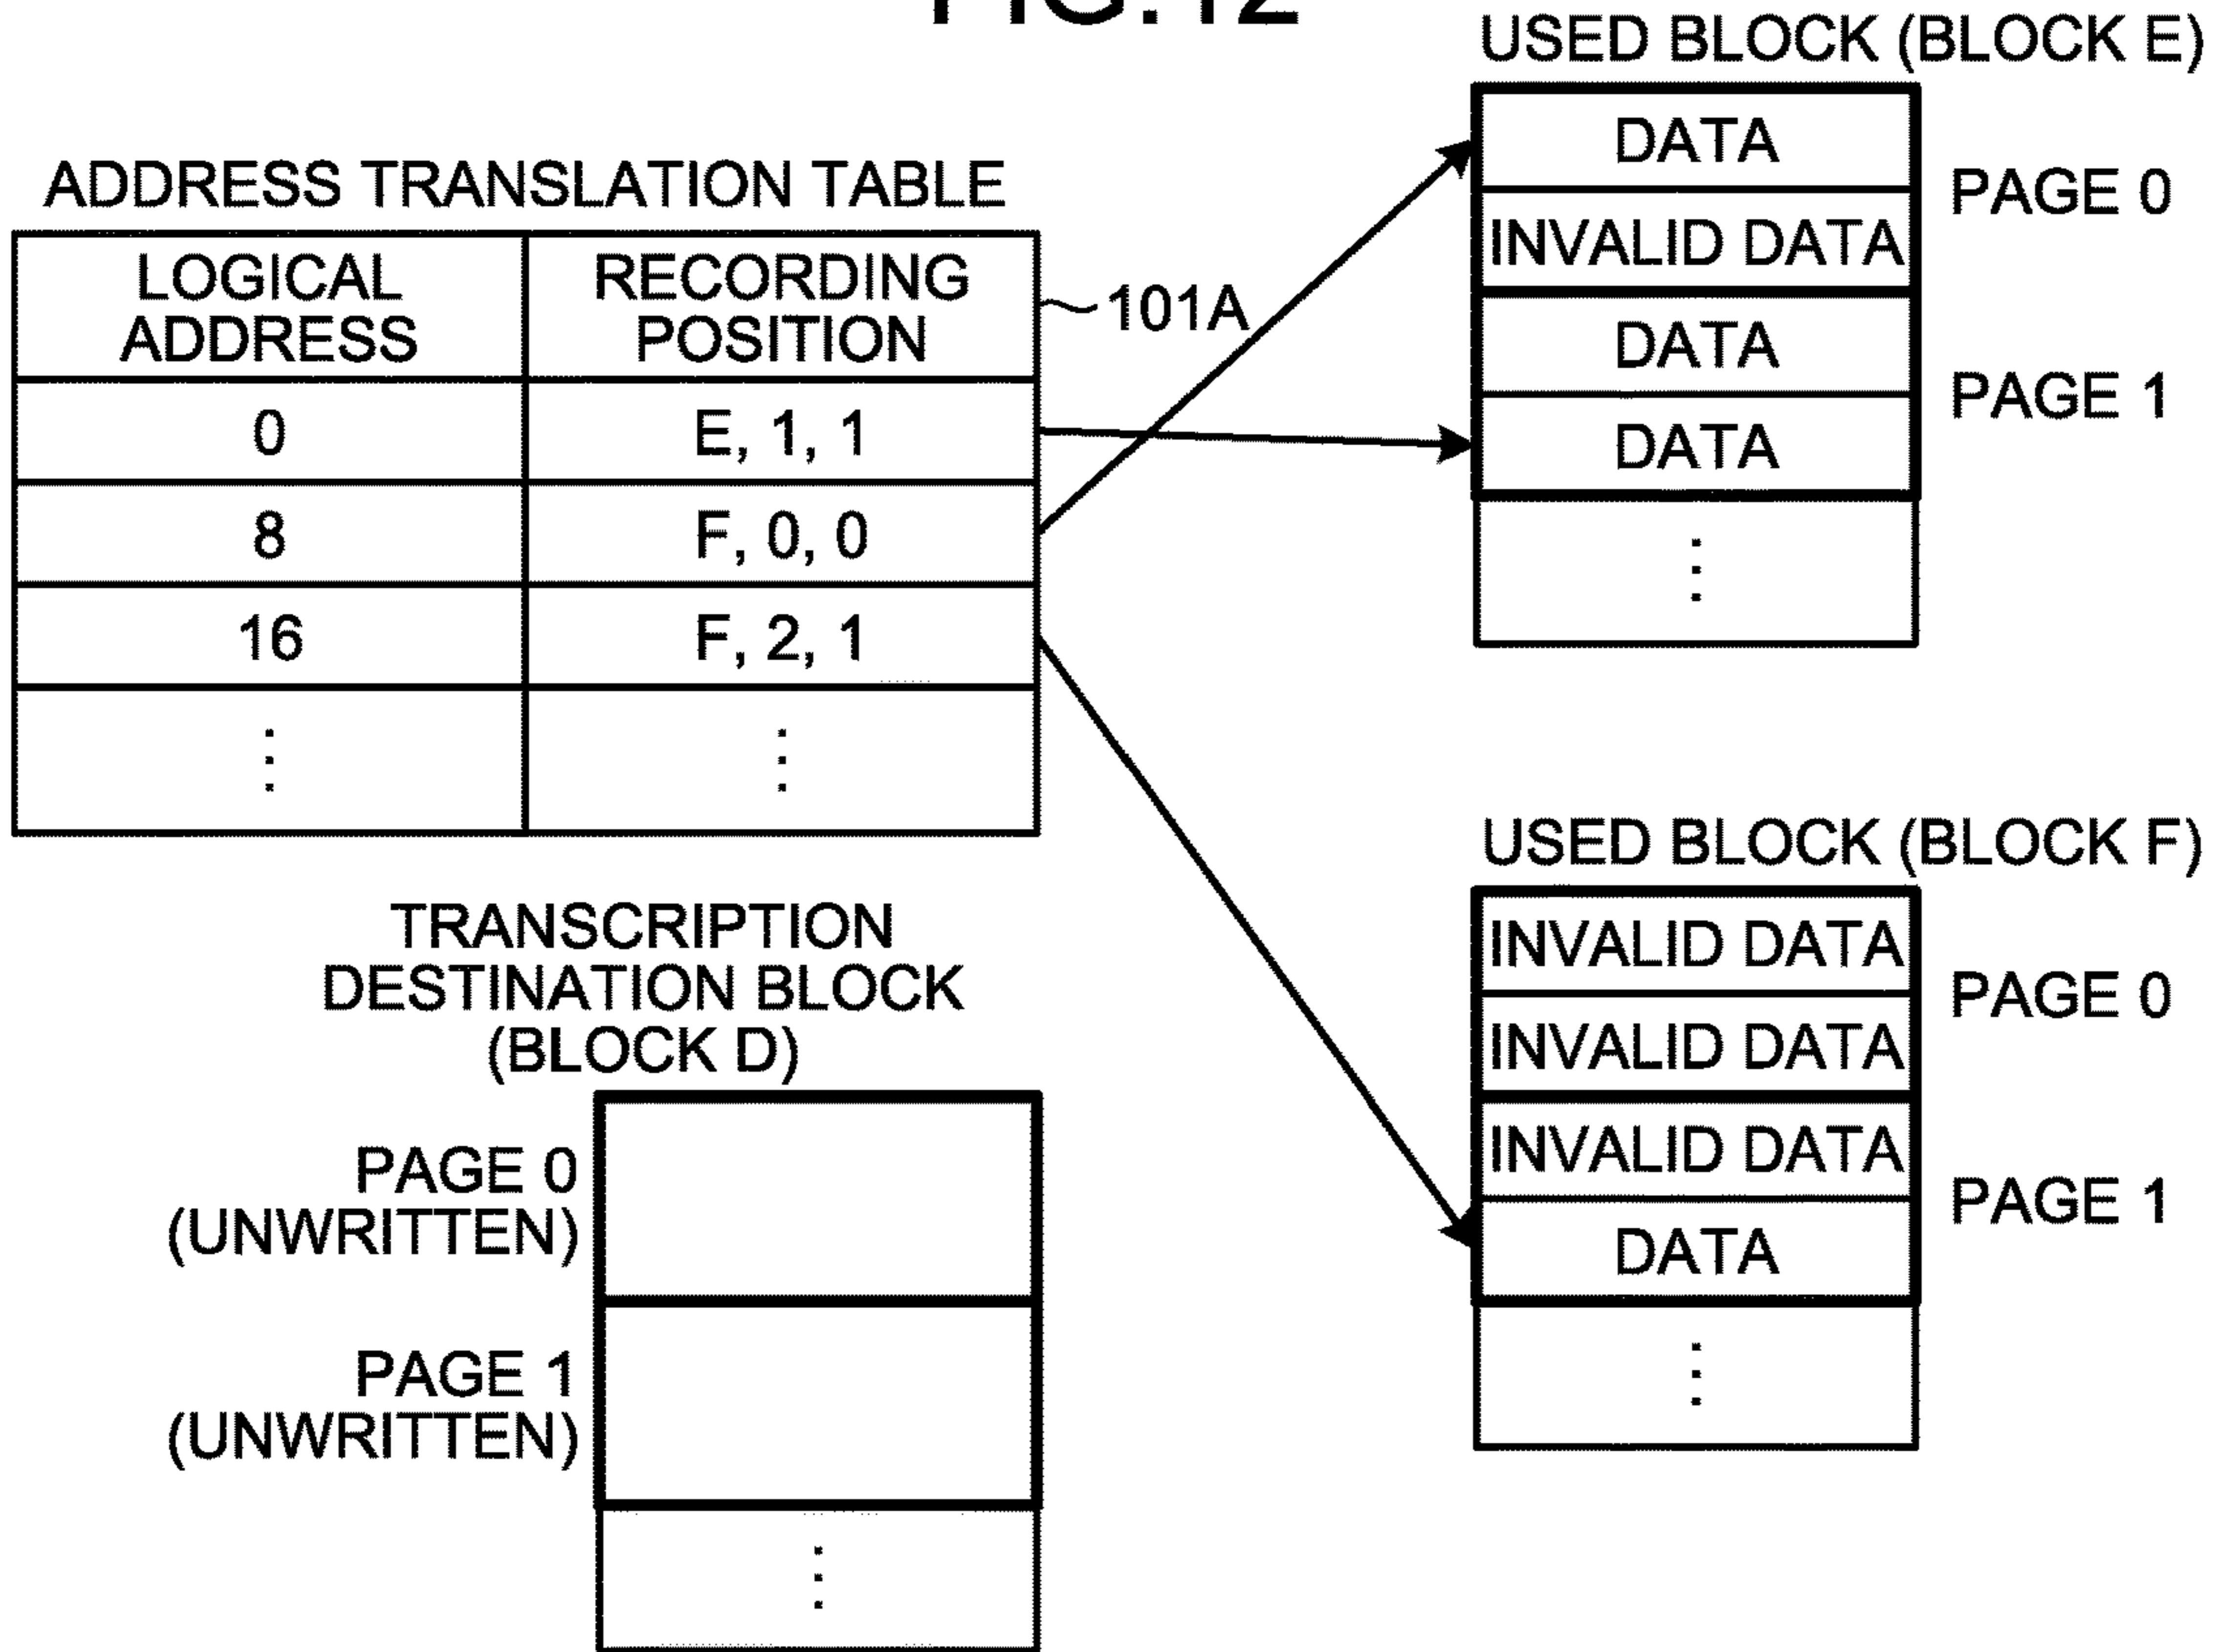 FIG.12
ADDRESS TRANSLATION TABLE
LOGICAL ADDRESS RECORDING POSITION
101A
0 E, 1, 1
8 F, 0, 0
16 F, 2, 1
⋮ ⋮
USED BLOCK (BLOCK E)
DATA
INVALID DATA
PAGE 0
DATA
DATA
PAGE 1
⋮
TRANSCRIPTION
DESTINATION BLOCK
(BLOCK D)
PAGE 0
(UNWRITTEN)
PAGE 1
(UNWRITTEN)
⋮
USED BLOCK (BLOCK F)
INVALID DATA
INVALID DATA
PAGE 0
INVALID DATA
DATA
PAGE 1
⋮